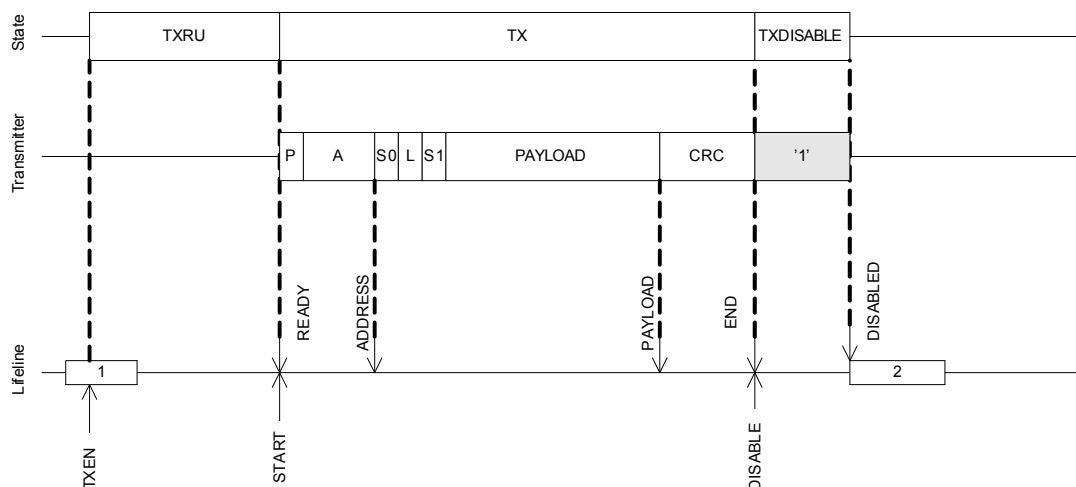 State
TXRU TX TXDISABLE
Transmitter
P A S0 L S1 PAYLOAD CRC '1'
READY
ADDRESS
PAYLOAD
END
DISABLED
Lifeline
1 2
TXEN
START
DISABLE